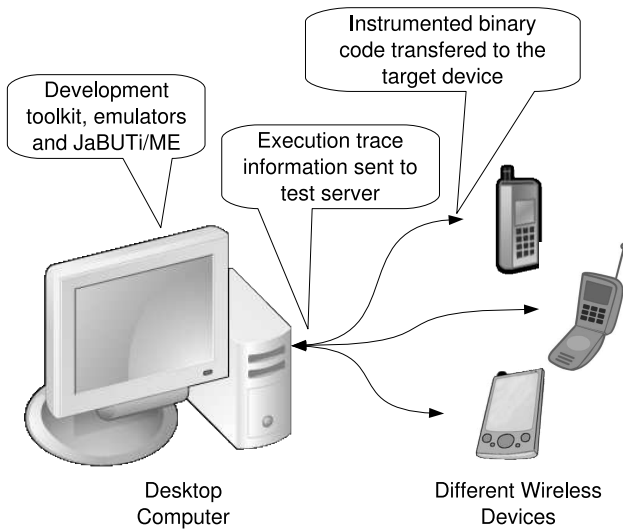 Instrumented binary
code transfered to the
target device
Development
toolkit, emulators
and JaBUTi/ME
Execution trace
information sent to
test server
Desktop
Computer
Different Wireless
Devices